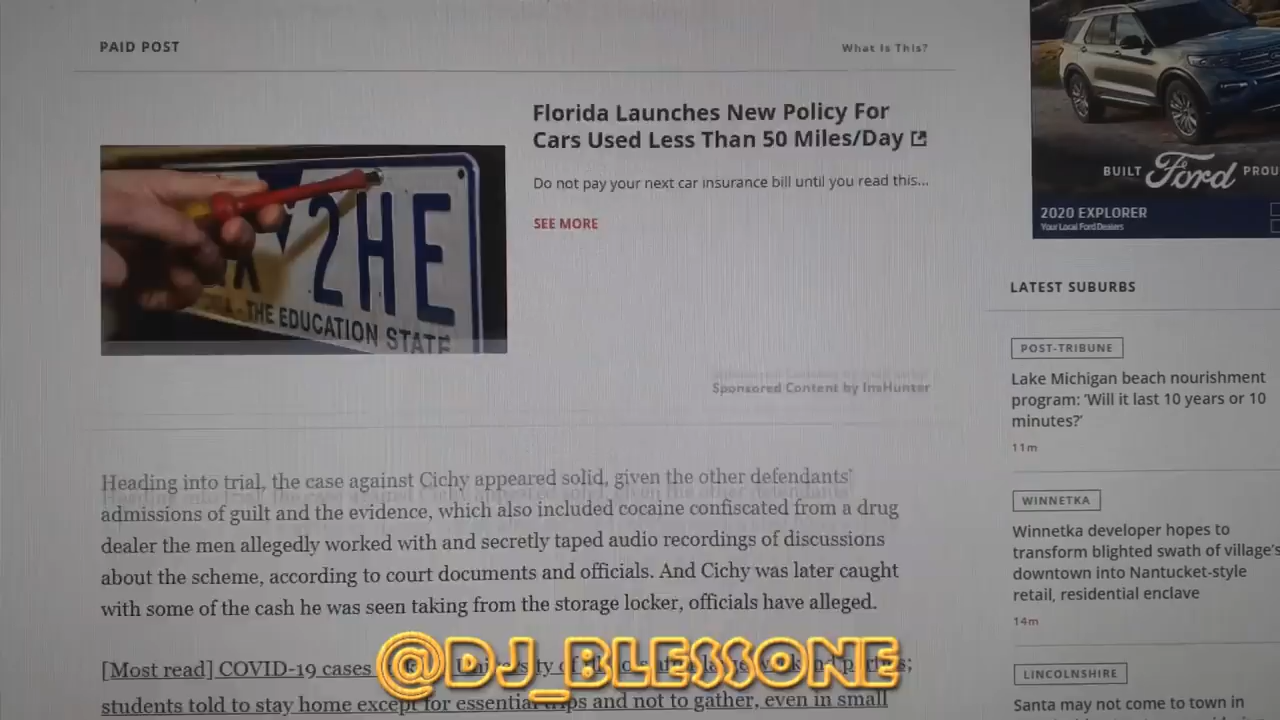 PAID POST
What Is This?
Florida Launches New Policy For
Cars Used Less Than 50 Miles/Day
Do not pay your next car insurance bill until you read this...
SEE MORE
2HE
THE EDUCATION STATE
Sponsored Content by InsHunter
Heading into trial, the case against Cichy appeared solid, given the other defendants'
admissions of guilt and the evidence, which also included cocaine confiscated from a drug
dealer the men allegedly worked with and secretly taped audio recordings of discussions
about the scheme, according to court documents and officials. And Cichy was later caught
with some of the cash he was seen taking from the storage locker, officials have alleged.
[Most read] COVID-19 cases
students told to stay home except for essential trips and not to gather, even in small
@DJ_BLESSONE
BUILT Ford PROU
2020 EXPLORER
Your Local Ford Dealers
LATEST SUBURBS
POST-TRIBUNE
Lake Michigan beach nourishment
program: ‘Will it last 10 years or 10
minutes?’
11m
WINNETKA
Winnetka developer hopes to
transform blighted swath of village's
downtown into Nantucket-style
retail, residential enclave
14m
LINCOLNSHIRE
Santa may not come to town in